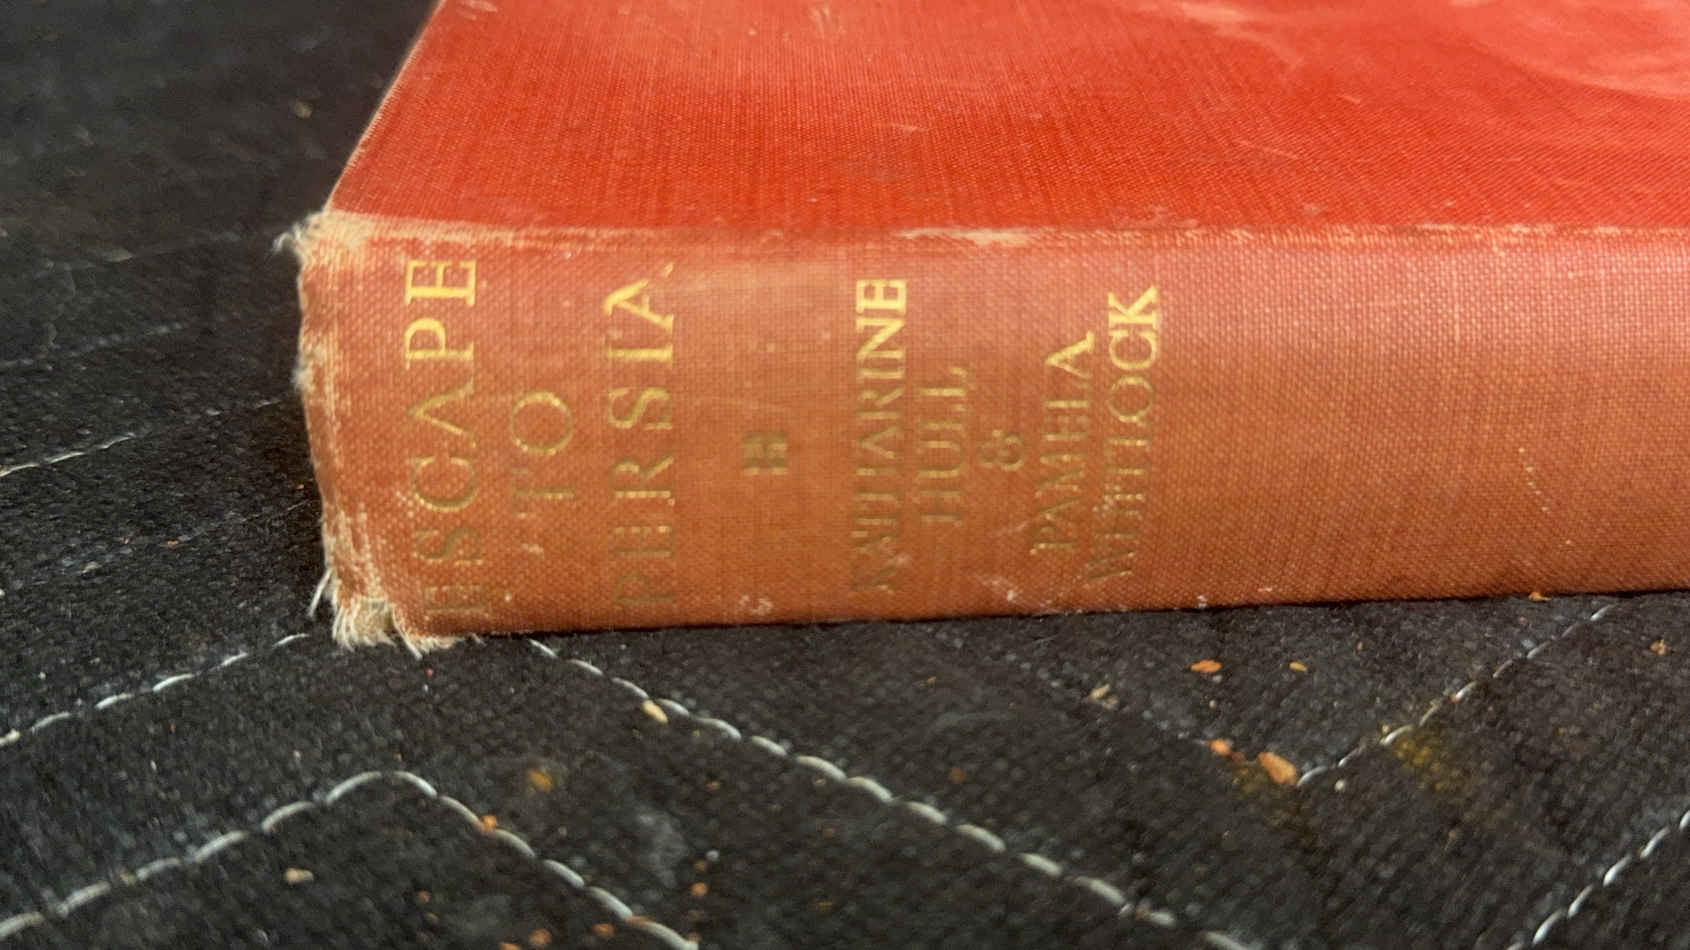 ESCAPE
TO
PERSIA
KATHARINE
HULL
&
PAMELA
WHITLOCK